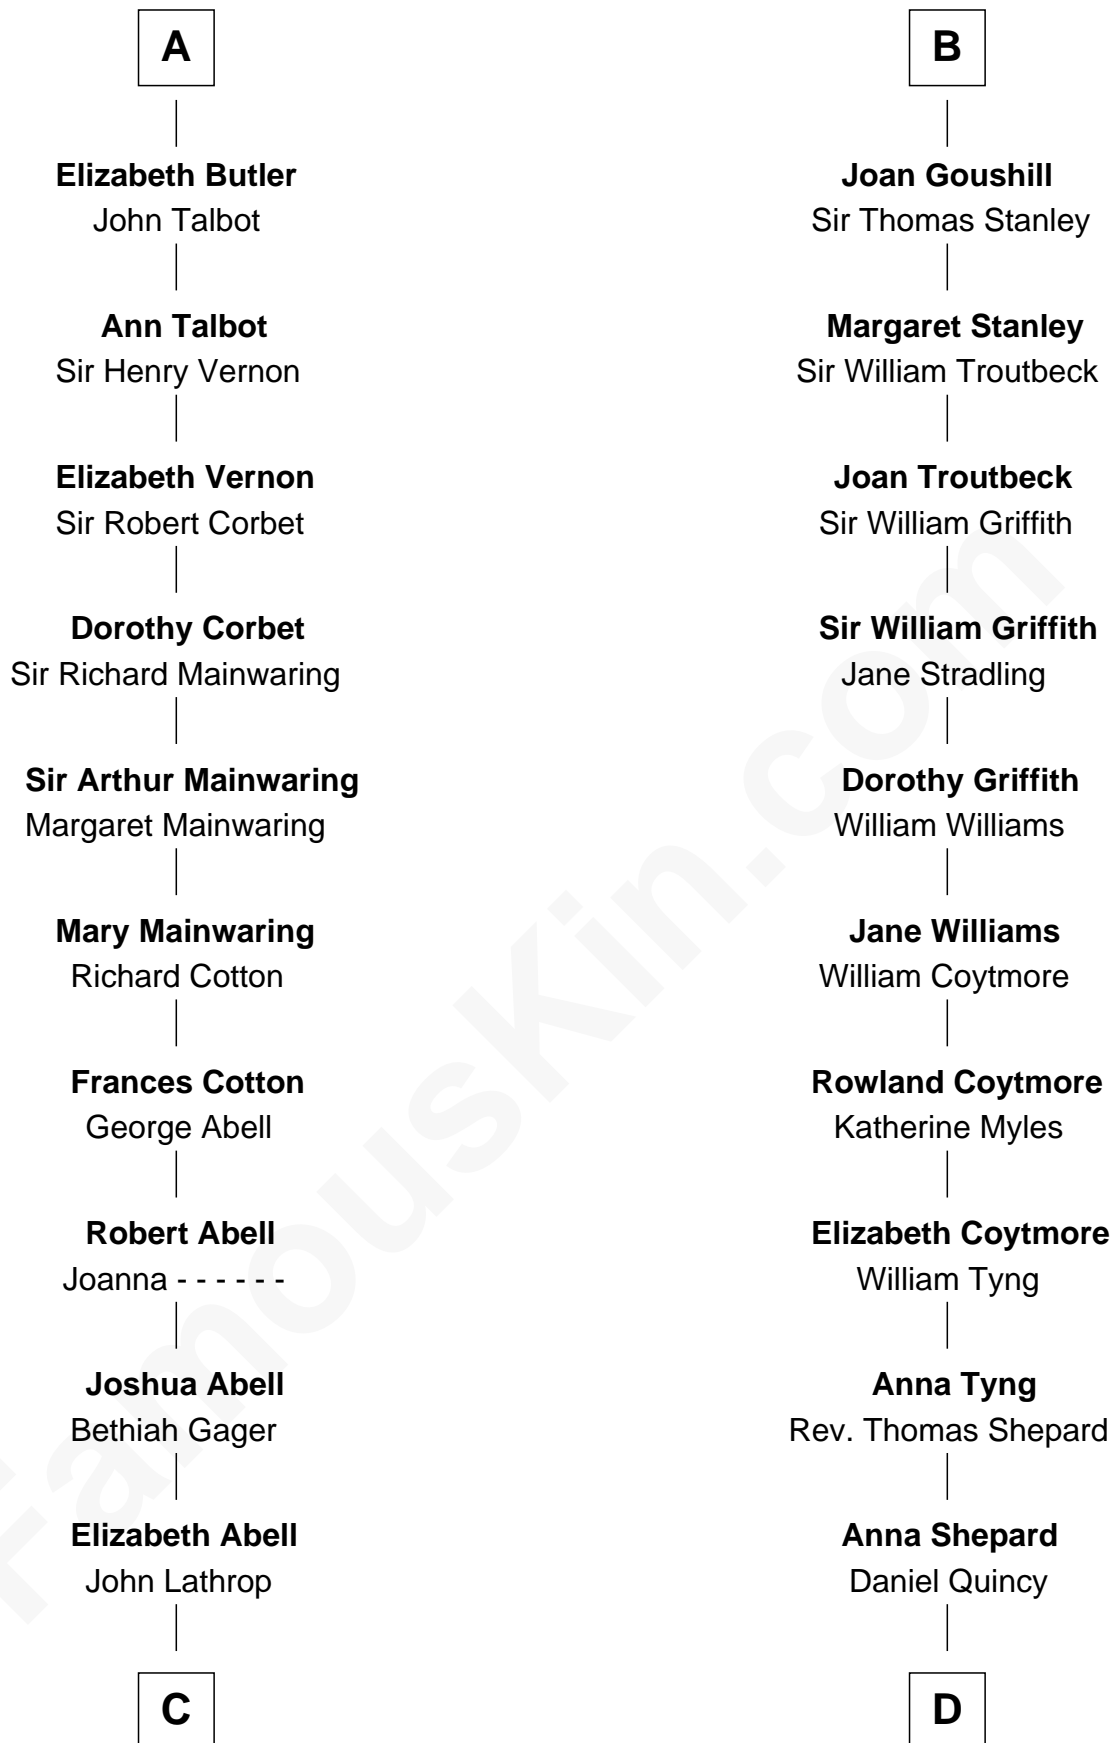 A
Elizabeth Butler
John Talbot
Ann Talbot
Sir Henry Vernon
Elizabeth Vernon
Sir Robert Corbet
Dorothy Corbet
Sir Richard Mainwaring
Sir Arthur Mainwaring
Margaret Mainwaring
Mary Mainwaring
Richard Cotton
Frances Cotton
George Abell
Robert Abell
Joanna - - - - - -
Joshua Abell
Bethiah Gager
Elizabeth Abell
John Lathrop
C
B
Joan Goushill
Sir Thomas Stanley
Margaret Stanley
Sir William Troutbeck
Joan Troutbeck
Sir William Griffith
Sir William Griffith
Jane Stradling
Dorothy Griffith
William Williams
Jane Williams
William Coytmore
Rowland Coytmore
Katherine Myles
Elizabeth Coytmore
William Tyng
Anna Tyng
Rev. Thomas Shepard
Anna Shepard
Daniel Quincy
D
FamousKin.com